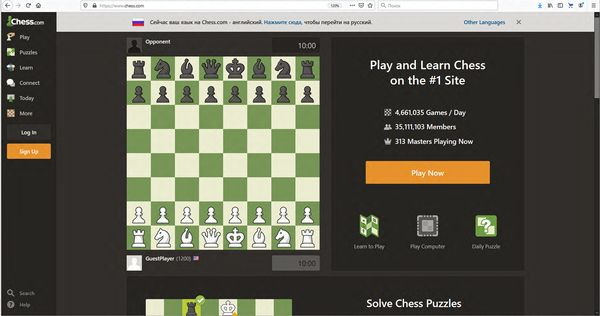 https://www.chess.com
120%
Поиск
Chess.com
Сейчас ваш язык на Chess.com - английский. Нажмите сюда, чтобы перейти на русский.
Other Languages
Play
Puzzles
Learn
Connect
Today
More
Log In
Sign Up
Search
Help
Opponent
10:00
GuestPlayer (1200)
10:00
Play and Learn Chess
on the #1 Site
4,661,035 Games / Day
35,111,103 Members
313 Masters Playing Now
Play Now
Learn to Play
Play Computer
Daily Puzzle
Solve Chess Puzzles